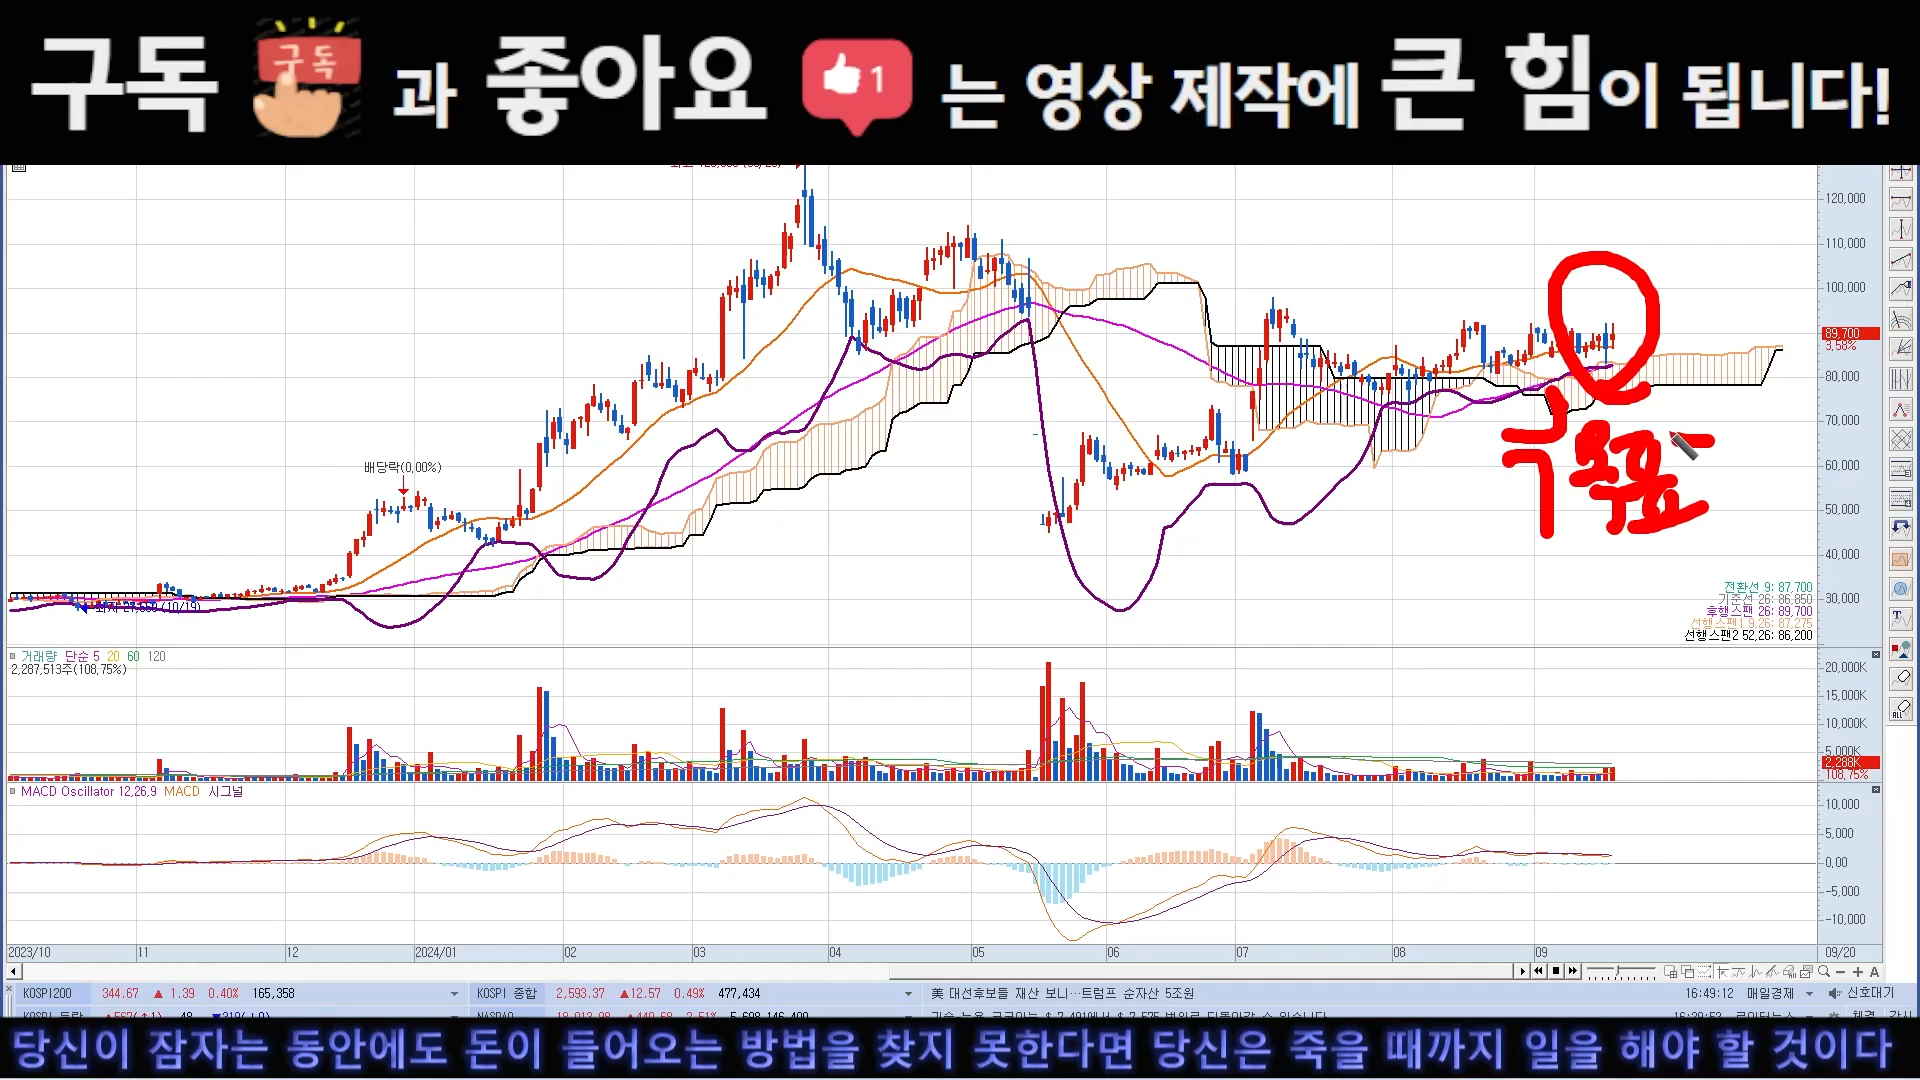 구독 구독 과 좋아요 1 는 영상 제작에 큰 힘이 됩니다!
120,000
110,000
100,000
89,700
3,58%
80,000
70,000
60,000
50,000
40,000
30,000
배당락(0,00%)
전환선 9: 87,700
기준선 26: 86,850
후행스팬 26: 89,700
선행스팬1 9,26: 87,275
선행스팬2 52,26: 86,200
거래량 단순 5 20 60 120
2,287,513주(108,75%)
20,000K
15,000K
10,000K
5,000K
2,288K
108,75%
MACD Oscillator 12,26,9 MACD 시그널
10,000
5,000
0,00
-5,000
-10,000
2023/10 11 12 2024/01 02 03 04 05 06 07 08 09 09/20
A
KOSPI200 344.67 ▲ 1.39 0.40% 165,358 KOSPI 종합 2,593.37 ▲12.57 0.49% 477,434 美 대선후보들 재산 보니…트럼프 순자산 5조원 16:49:12 매일경제 신호대기
당신이 잠자는 동안에도 돈이 들어오는 방법을 찾지 못한다면 당신은 죽을 때까지 일을 해야 할 것이다